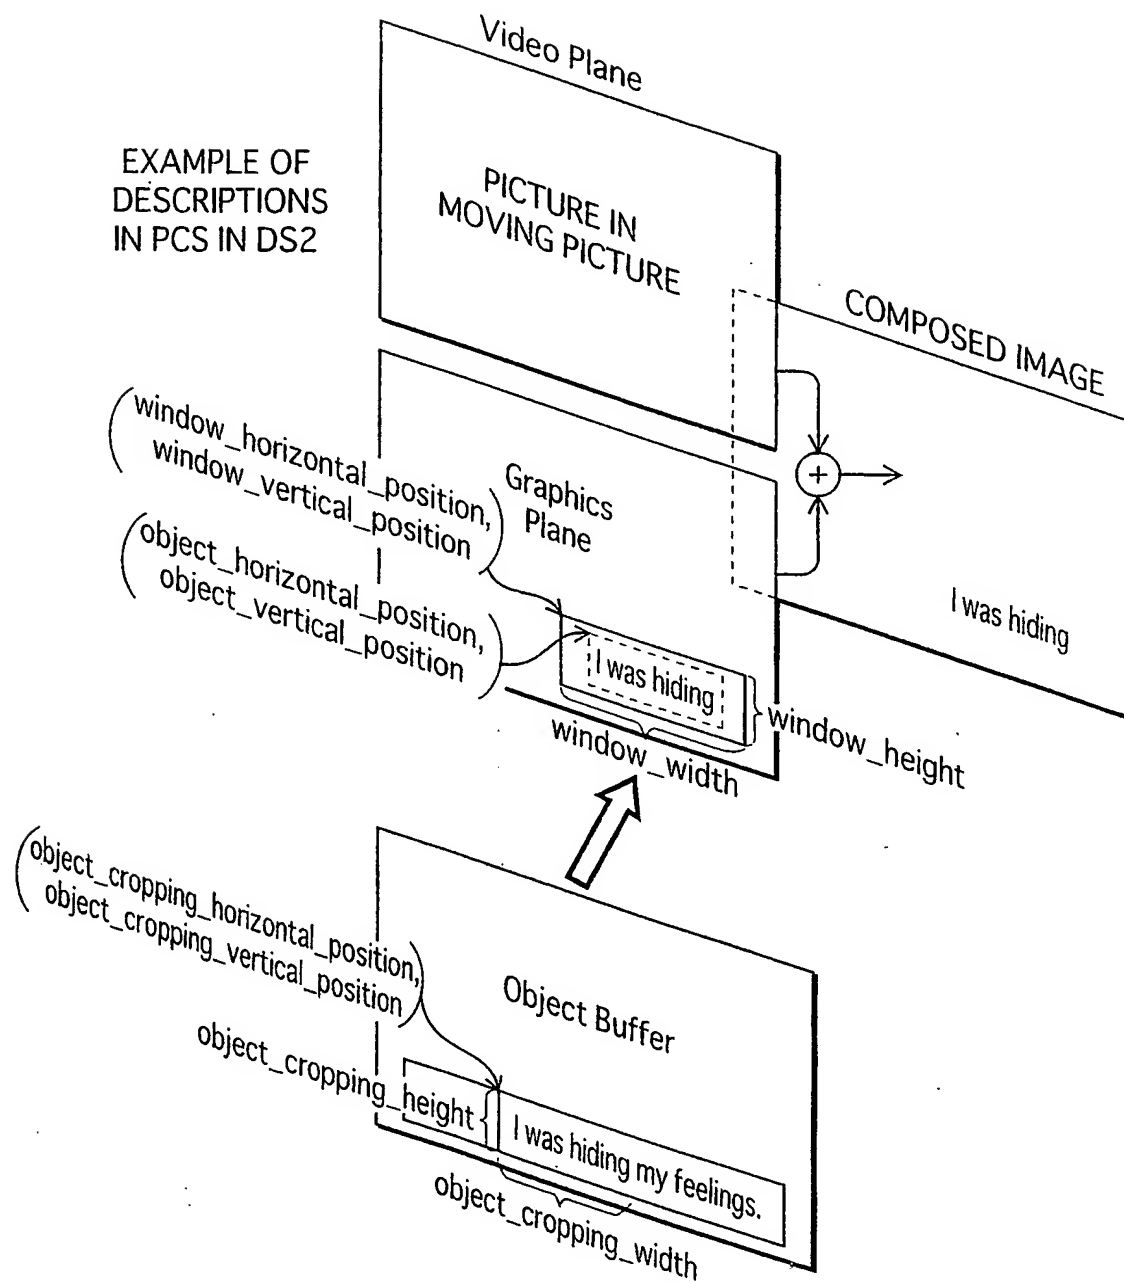 Video Plane
EXAMPLE OF
DESCRIPTIONS
IN PCS IN DS2
PICTURE IN
MOVING PICTURE
COMPOSED IMAGE
(window_horizontal_position,
window_vertical_position)
Graphics
Plane
+
(object_horizontal_position,
object_vertical_position)
I was hiding
I was hiding
window_height
window_width
(object_cropping_horizontal_position,
object_cropping_vertical_position)
Object Buffer
object_cropping_height
I was hiding my feelings.
object_cropping_width